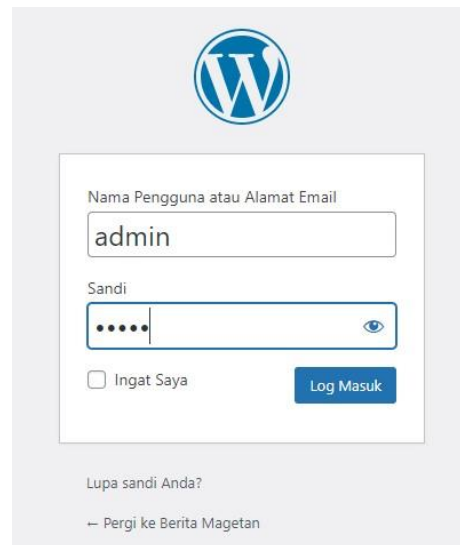 Nama Pengguna atau Alamat Email
admin
Sandi
•••••
Ingat Saya
Log Masuk
Lupa sandi Anda?
← Pergi ke Berita Magetan